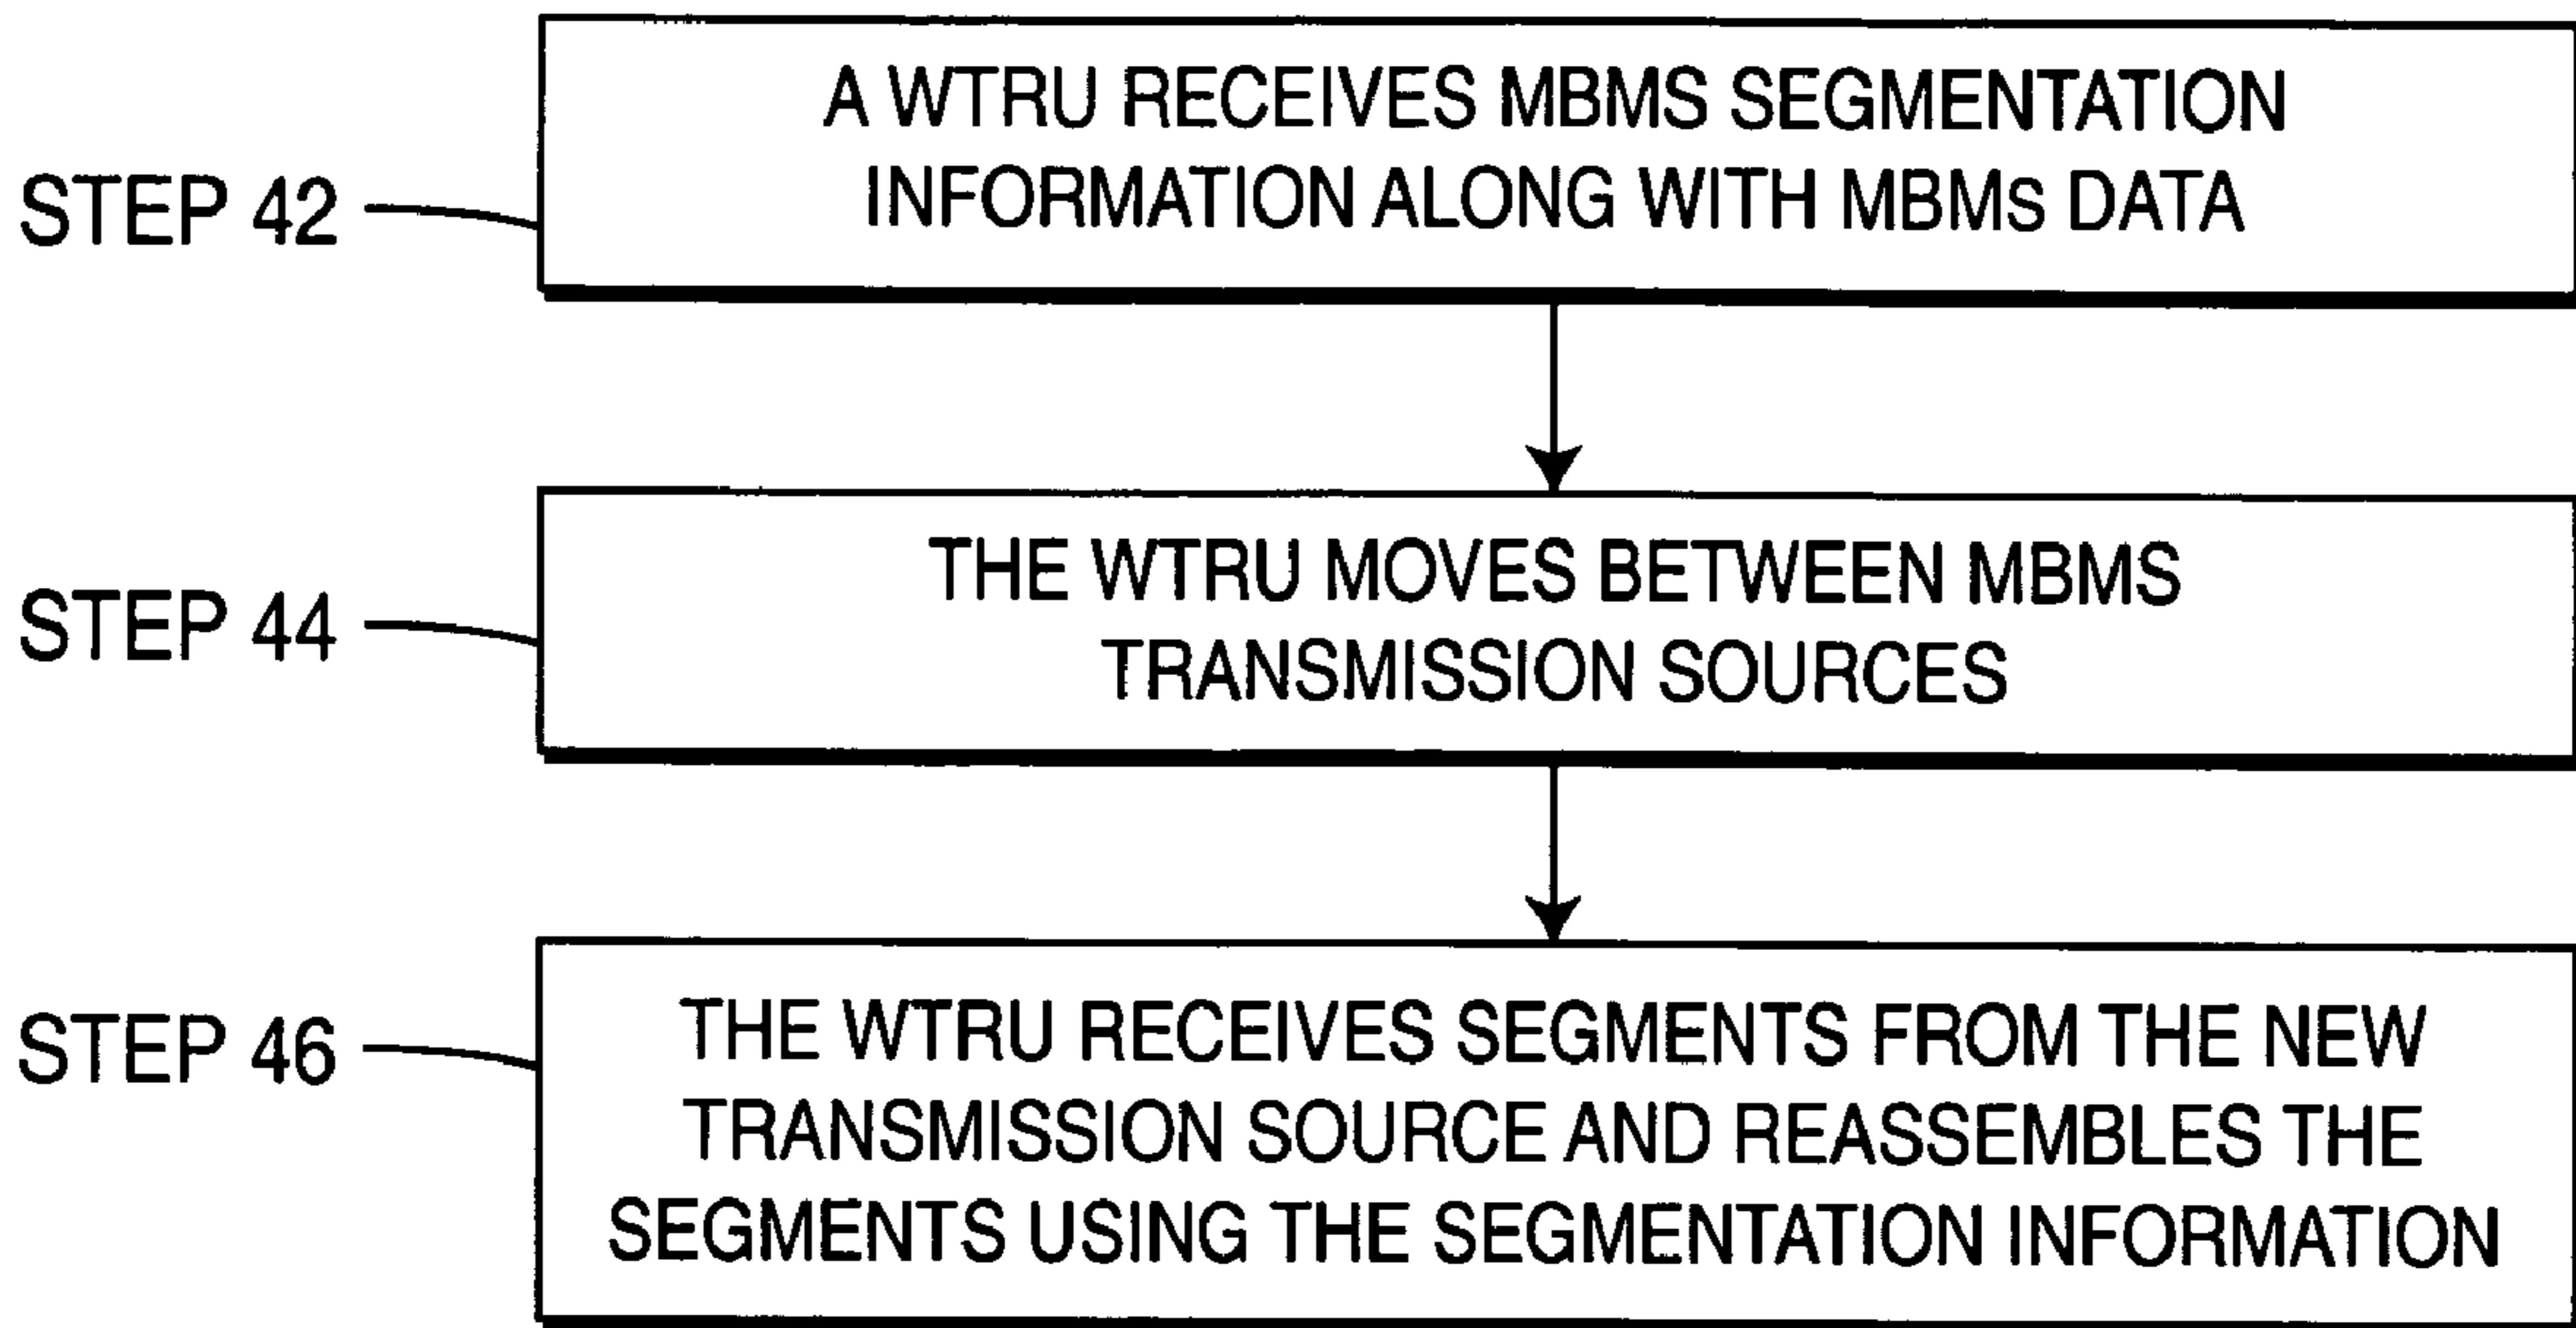 A WTRU RECEIVES MBMS SEGMENTATION
INFORMATION ALONG WITH MBMs DATA
STEP 42
THE WTRU MOVES BETWEEN MBMS
TRANSMISSION SOURCES
STEP 44
THE WTRU RECEIVES SEGMENTS FROM THE NEW
TRANSMISSION SOURCE AND REASSEMBLES THE
SEGMENTS USING THE SEGMENTATION INFORMATION
STEP 46